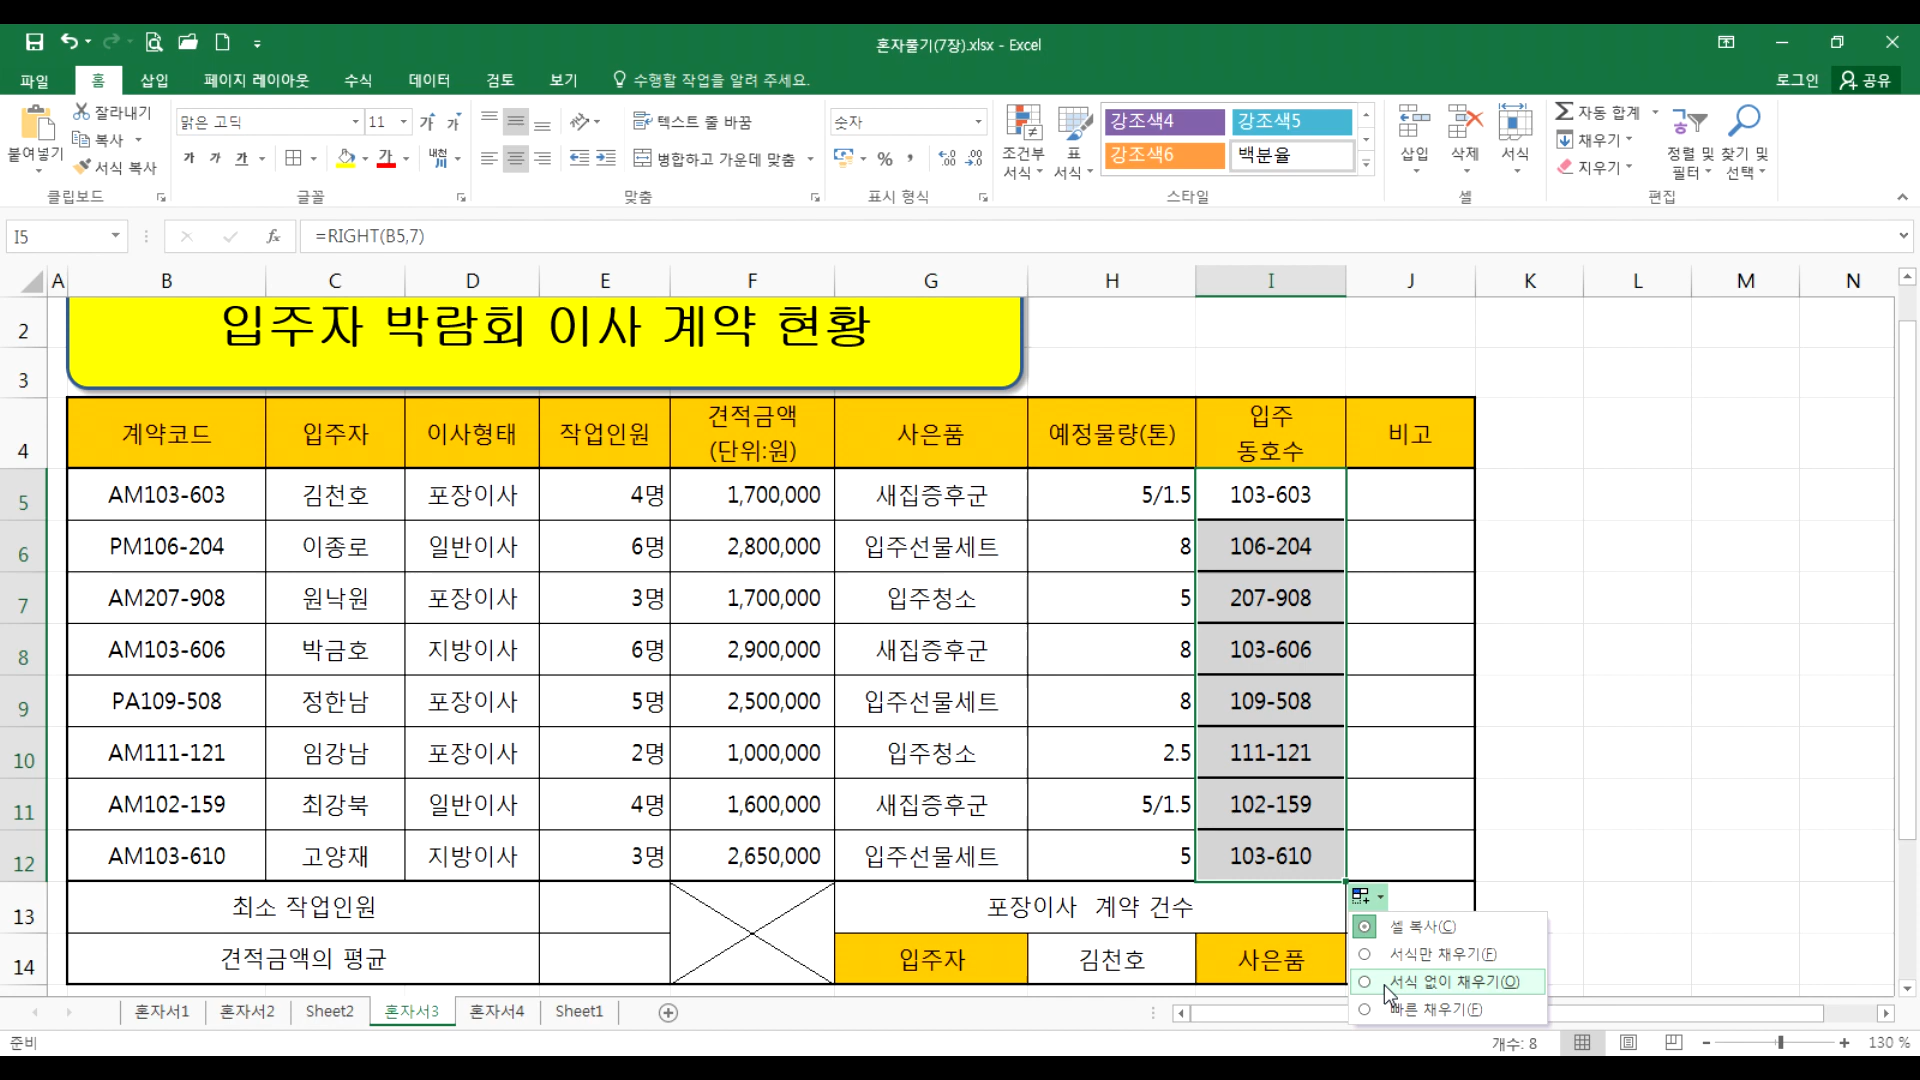 혼자풀기(7장).xlsx - Excel
파일 홈 삽입 페이지 레이아웃 수식 데이터 검토 보기 수행할 작업을 알려 주세요. 로그인 공유
붙여넣기 잘라내기 복사 서식 복사 클립보드
맑은 고딕 11 가 가 가 가 가 가 내천 川 글꼴
텍스트 줄 바꿈 병합하고 가운데 맞춤 맞춤
숫자 % , 표시 형식
조건부 서식 표 서식 강조색4 강조색5 강조색6 백분율 스타일
삽입 삭제 서식 셀
자동 합계 채우기 지우기 정렬 및 필터 찾기 및 선택 편집
I5 fx =RIGHT(B5,7)
A B C D E F G H I J K L M N
2 입주자 박람회 이사 계약 현황
3
4 계약코드 입주자 이사형태 작업인원 견적금액 (단위:원) 사은품 예정물량(톤) 입주 동호수 비고
5 AM103-603 김천호 포장이사 4명 1,700,000 새집증후군 5/1.5 103-603
6 PM106-204 이종로 일반이사 6명 2,800,000 입주선물세트 8 106-204
7 AM207-908 원낙원 포장이사 3명 1,700,000 입주청소 5 207-908
8 AM103-606 박금호 지방이사 6명 2,900,000 새집증후군 8 103-606
9 PA109-508 정한남 포장이사 5명 2,500,000 입주선물세트 8 109-508
10 AM111-121 임강남 포장이사 2명 1,000,000 입주청소 2.5 111-121
11 AM102-159 최강북 일반이사 4명 1,600,000 새집증후군 5/1.5 102-159
12 AM103-610 고양재 지방이사 3명 2,650,000 입주선물세트 5 103-610
13 최소 작업인원 포장이사 계약 건수
14 견적금액의 평균 입주자 김천호 사은품
셀 복사(C)
서식만 채우기(F)
서식 없이 채우기(O)
빠른 채우기(F)
혼자서1 혼자서2 Sheet2 혼자서3 혼자서4 Sheet1
준비 개수: 8 130 %